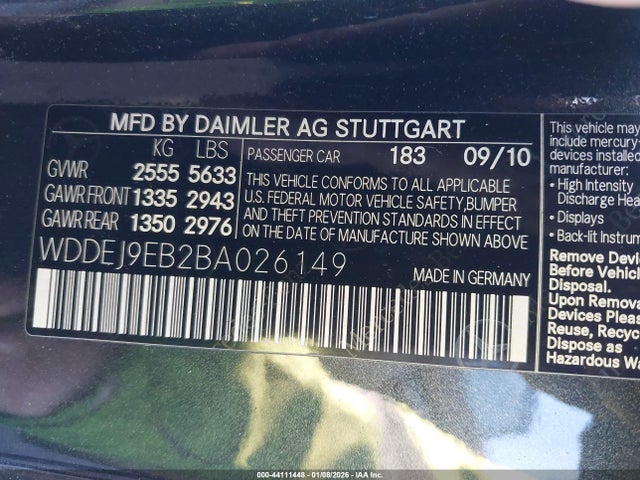 MFD BY DAIMLER AG STUTTGART
KG LBS
GVWR 2555 5633
GAWR FRONT 1335 2943
GAWR REAR 1350 2976
PASSENGER CAR 183 09/10
THIS VEHICLE CONFORMS TO ALL APPLICABLE
U.S. FEDERAL MOTOR VEHICLE SAFETY,BUMPER
AND THEFT PREVENTION STANDARDS IN EFFECT
ON THE DATE OF MANUFACTURE SHOWN ABOVE
WDDEJ9EB2BA026149
MADE IN GERMANY
This vehicle may
include mercury-
devices installed
manufacturer:
• High Intensity
Discharge Hea
• Displays
• Back-lit Instru
Remove Devic
Before Vehicl
Disposal.
Upon Remova
Devices Pleas
Reuse, Recyc
Dispose as
Hazardous Wa
000-44111448 - 01/08/2026 - IAA Inc.